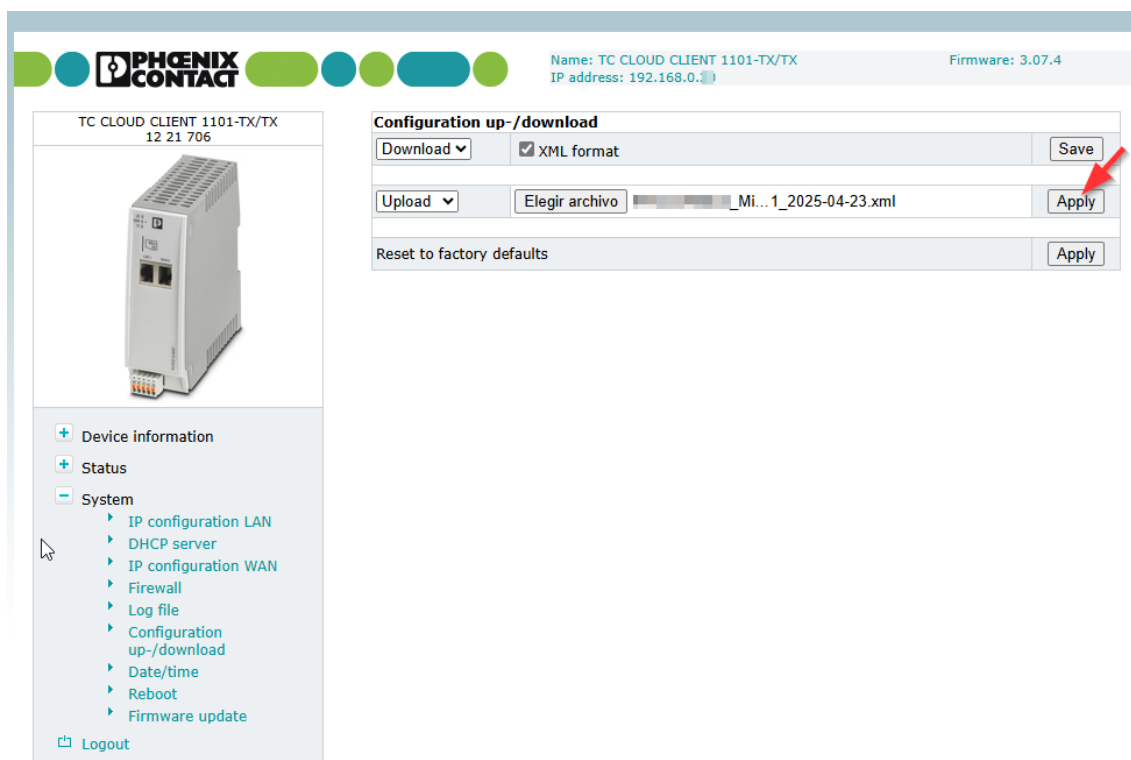 PHŒNIX
CONTACT
Name: TC CLOUD CLIENT 1101-TX/TX
Firmware: 3.07.4
IP address: 192.168.0.
TC CLOUD CLIENT 1101-TX/TX
12 21 706
Configuration up-/download
Download XML format Save
Upload Elegir archivo _Mi...1_2025-04-23.xml Apply
Reset to factory defaults Apply
Device information
Status
System
IP configuration LAN
DHCP server
IP configuration WAN
Firewall
Log file
Configuration
up-/download
Date/time
Reboot
Firmware update
Logout